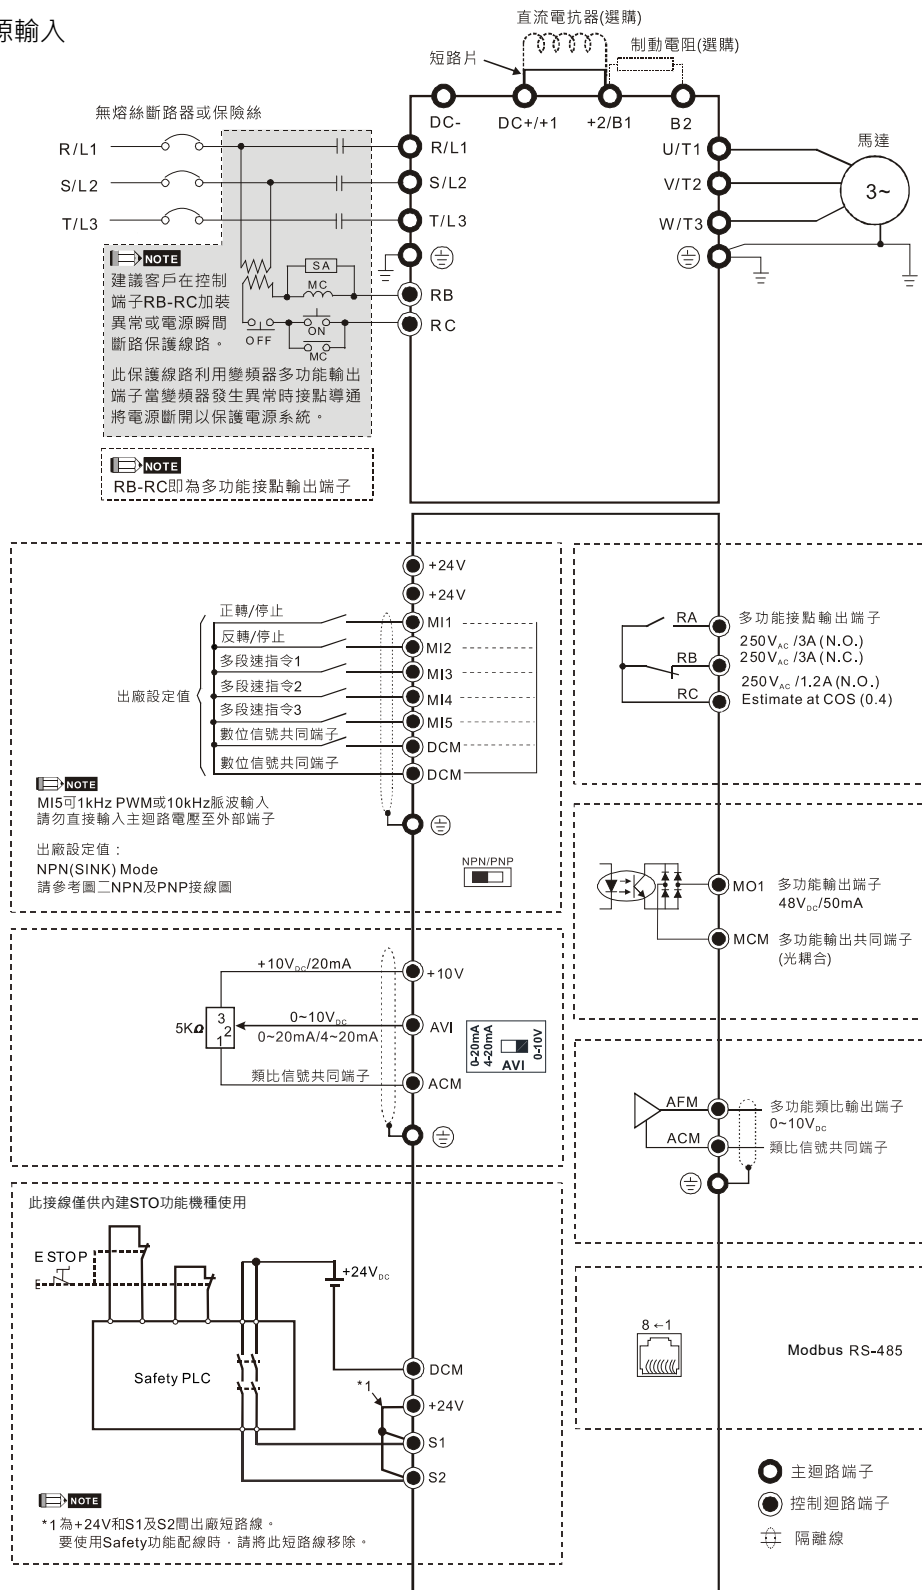 源輸入
直流電抗器(選購)
制動電阻(選購)
短路片
無熔絲斷路器或保險絲
DC-
DC+/+1
+2/B1
B2
R/L1
R/L1
U/T1
馬達
S/L2
S/L2
V/T2
3~
T/L3
T/L3
W/T3
NOTE
建議客戶在控制
端子RB-RC加裝
異常或電源瞬間
斷路保護線路。
SA
MC
RB
OFF
ON
MC
RC
此保護線路利用變頻器多功能輸出
端子當變頻器發生異常時接點導通
將電源斷開以保護電源系統。
NOTE
RB-RC即為多功能接點輸出端子
+24V
+24V
出廠設定值
正轉/停止
MI1
反轉/停止
MI2
多段速指令1
MI3
多段速指令2
MI4
多段速指令3
MI5
數位信號共同端子
DCM
數位信號共同端子
DCM
NOTE
MI5可1kHz PWM或10kHz脈波輸入
請勿直接輸入主迴路電壓至外部端子
出廠設定值：
NPN(SINK) Mode
請參考圖二NPN及PNP接線圖
NPN/PNP
RA
多功能接點輸出端子
250VAC/3A (N.O.)
RB
250VAC/3A (N.C.)
250VAC/1.2A (N.O.)
RC
Estimate at COS (0.4)
MO1
多功能輸出端子
48VDC/50mA
MCM
多功能輸出共同端子
(光耦合)
+10VDC/20mA
+10V
5KΩ
3
2
1
0~10VDC
0~20mA/4~20mA
AVI
0-20mA
4-20mA
AVI
0-10V
類比信號共同端子
ACM
AFM
多功能類比輸出端子
0~10VDC
ACM
類比信號共同端子
此接線僅供內建STO功能機種使用
E STOP
+24VDC
Safety PLC
DCM
*1
+24V
S1
S2
NOTE
*1為+24V和S1及S2間出廠短路線。
要使用Safety功能配線時，請將此短路線移除。
8←1
Modbus RS-485
主迴路端子
控制迴路端子
隔離線